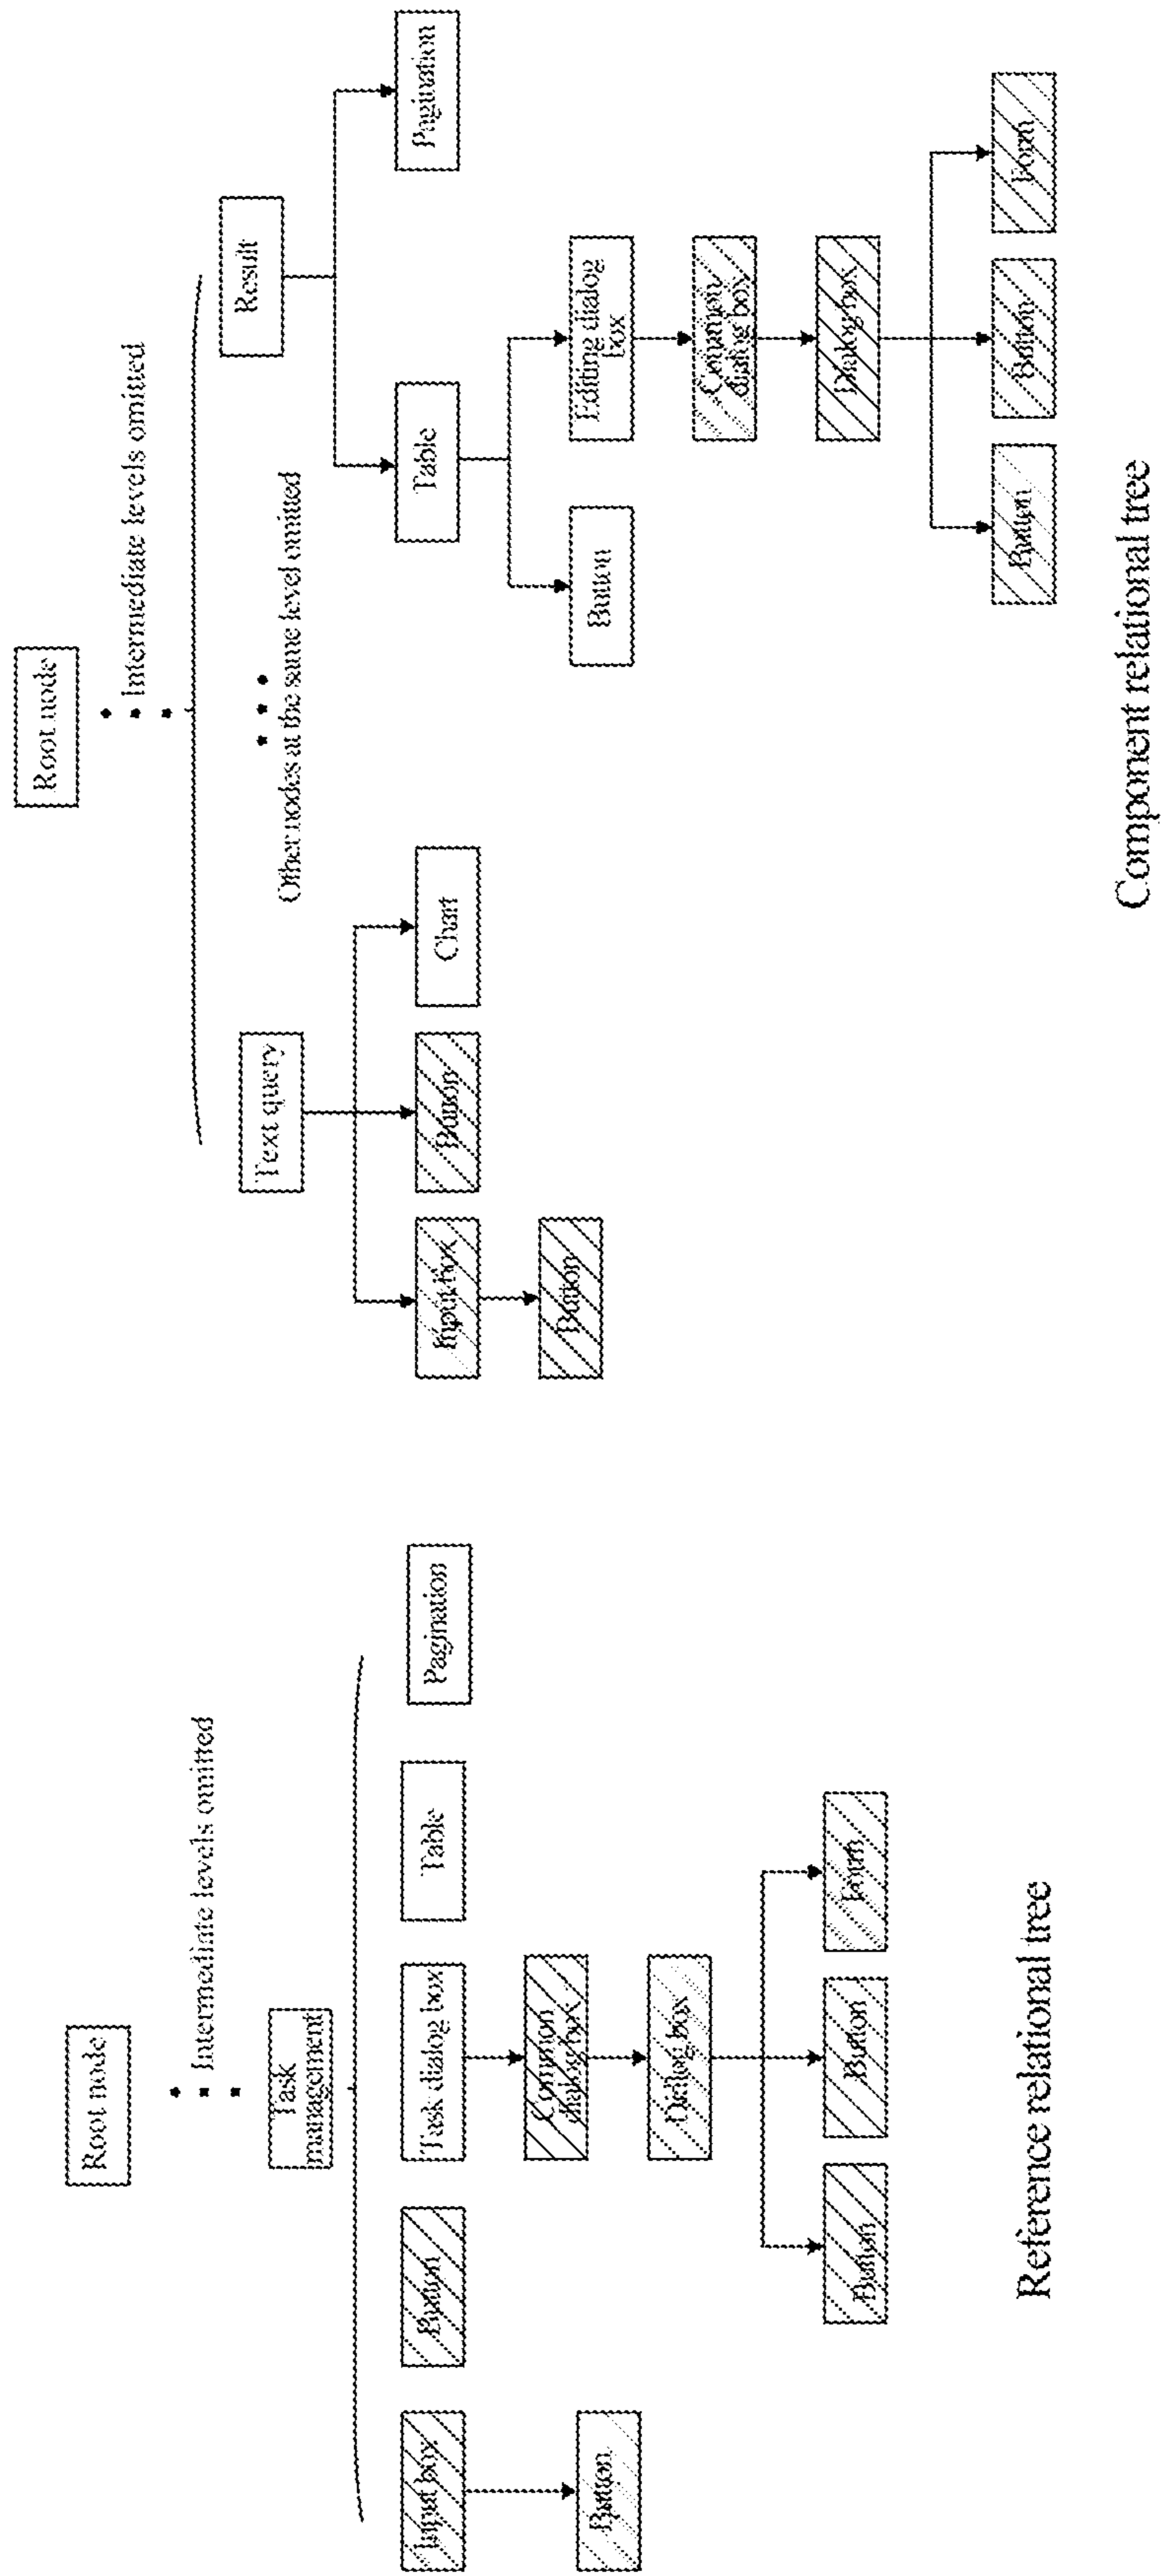 Root node
Intermediate levels omitted
Task
management
Input box
Button
Task dialog box
Table
Pagination
Button
Common
dialog box
Dialog box
Button
Button
Form
Reference relational tree
Root node
Intermediate levels omitted
Other nodes at the same level omitted
Text query
Result
Input box
Button
Chart
Table
Pagination
Button
Button
Editing dialog
box
Common
dialog box
Dialog box
Button
Button
Form
Component relational tree